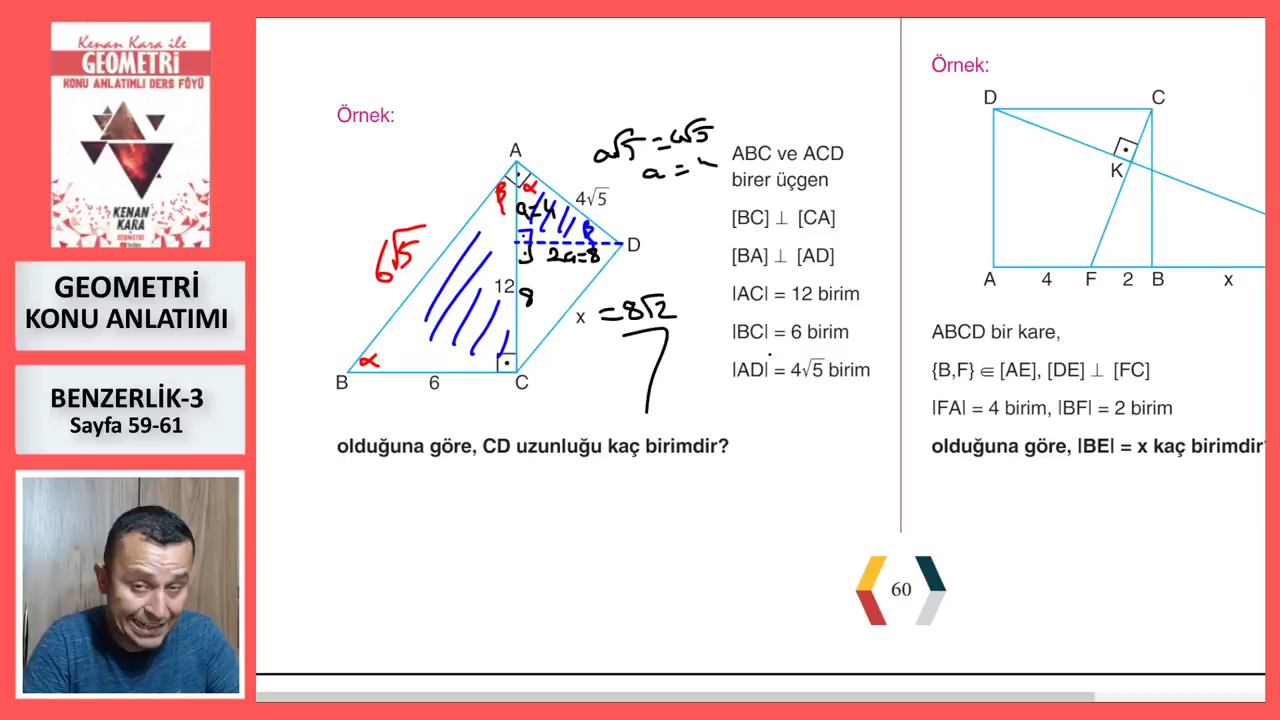 Kenan Kara ile
GEOMETRİ
KONU ANLATIMLI DERS FÖYÜ
KENAN
KARA
GEOMETRİ
KONU ANLATIMI
BENZERLİK-3
Sayfa 59-61
Örnek:
A
B
C
D
β
α
4√5
a=4
β
2a=8
6√5
12
8
x
=8√2
α
6
a√5=4√5
a=4
ABC ve ACD
birer üçgen
[BC] ⊥ [CA]
[BA] ⊥ [AD]
|AC| = 12 birim
|BC| = 6 birim
|AD| = 4√5 birim
olduğuna göre, CD uzunluğu kaç birimdir?
Örnek:
D
C
K
A
4
F
2
B
x
ABCD bir kare,
{B,F} ∈ [AE], [DE] ⊥ [FC]
|FA| = 4 birim, |BF| = 2 birim
olduğuna göre, |BE| = x kaç birimdir?
60